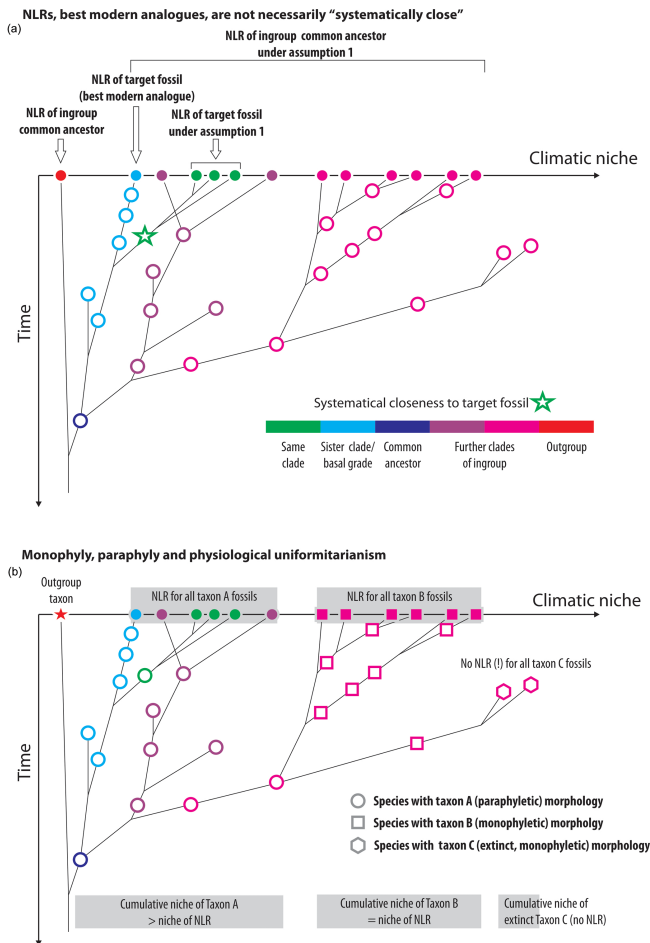 NLRs, best modern analogues, are not necessarily “systematically close”
(a)
NLR of ingroup common ancestor
under assumption 1
NLR of target fossil
(best modern analogue)
NLR of ingroup
common ancestor
NLR of target fossil
under assumption 1
Climatic niche
Time
Systematical closeness to target fossil
Same
clade
Sister clade/
basal grade
Common
ancestor
Further clades
of ingroup
Outgroup
Monophyly, paraphyly and physiological uniformitarianism
(b)
Outgroup
taxon
NLR for all taxon A fossils
NLR for all taxon B fossils
Climatic niche
No NLR (!) for all taxon C fossils
Time
Species with taxon A (paraphyletic) morphology
Species with taxon B (monophyletic) morphology
Species with taxon C (extinct, monophyletic) morphology
Cumulative niche of Taxon A
> niche of NLR
Cumulative niche of Taxon B
= niche of NLR
Cumulative niche of
extinct Taxon C (no NLR)